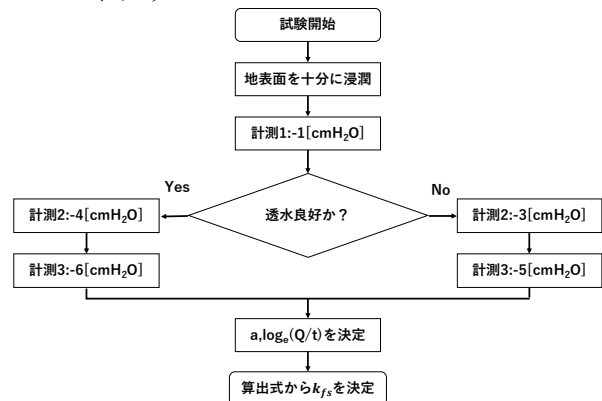 試験開始
地表面を十分に浸潤
計測1:-1[cmH₂O]
透水良好か？
Yes
No
計測2:-4[cmH₂O]
計測2:-3[cmH₂O]
計測3:-6[cmH₂O]
計測3:-5[cmH₂O]
a,logₑ(Q/t)を決定
算出式からk_{fs}を決定